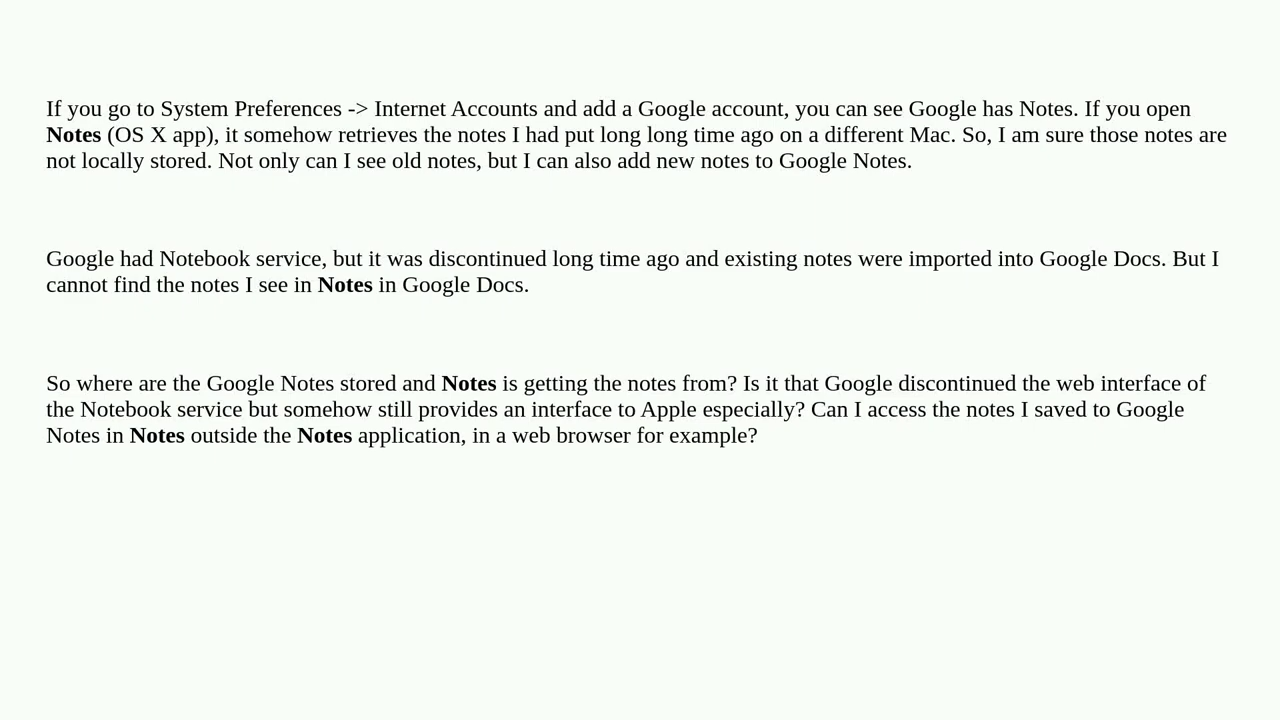 If you go to System Preferences -> Internet Accounts and add a Google account, you can see Google has Notes. If you open
Notes (OS X app), it somehow retrieves the notes I had put long long time ago on a different Mac. So, I am sure those notes are
not locally stored. Not only can I see old notes, but I can also add new notes to Google Notes.
Google had Notebook service, but it was discontinued long time ago and existing notes were imported into Google Docs. But I
cannot find the notes I see in Notes in Google Docs.
So where are the Google Notes stored and Notes is getting the notes from? Is it that Google discontinued the web interface of
the Notebook service but somehow still provides an interface to Apple especially? Can I access the notes I saved to Google
Notes in Notes outside the Notes application, in a web browser for example?